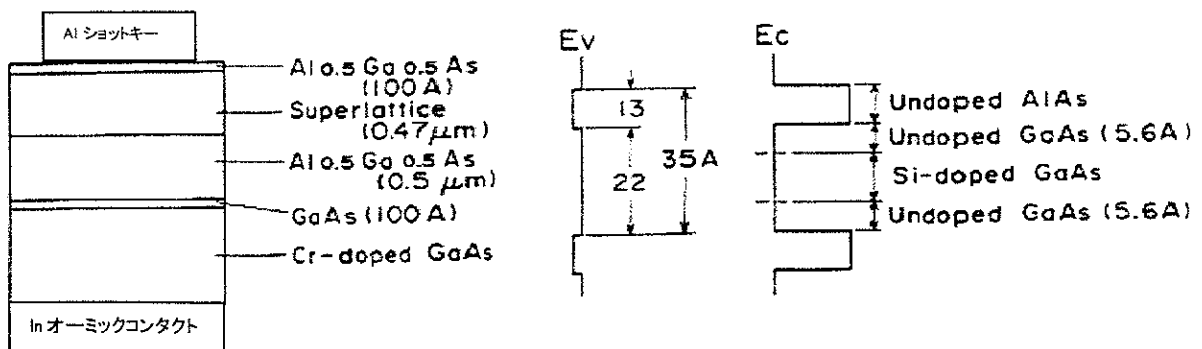 Al ショットキー
Al 0.5 Ga 0.5 As
(100 A)
Superlattice
(0.47μm)
Al 0.5 Ga 0.5 As
(0.5 μm)
GaAs (100 A)
Cr-doped GaAs
In オーミックコンタクト
Ev
13
22
35A
Ec
Undoped AlAs
Undoped GaAs (5.6A)
Si-doped GaAs
Undoped GaAs (5.6A)